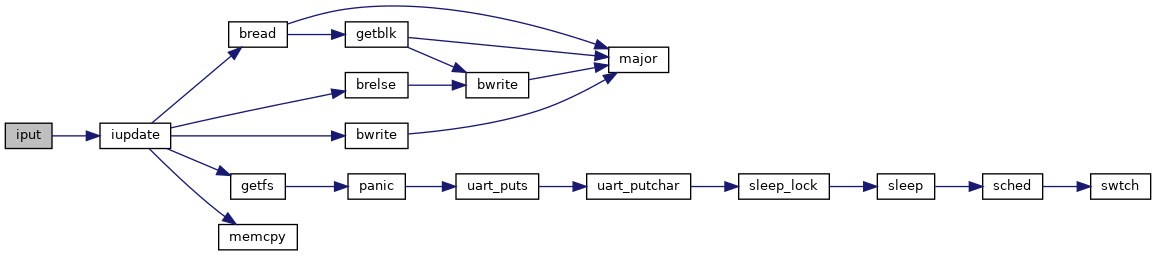 iput
iupdate
bread
getblk
major
brelse
bwrite
bwrite
getfs
panic
uart_puts
uart_putchar
sleep_lock
sleep
sched
swtch
memcpy